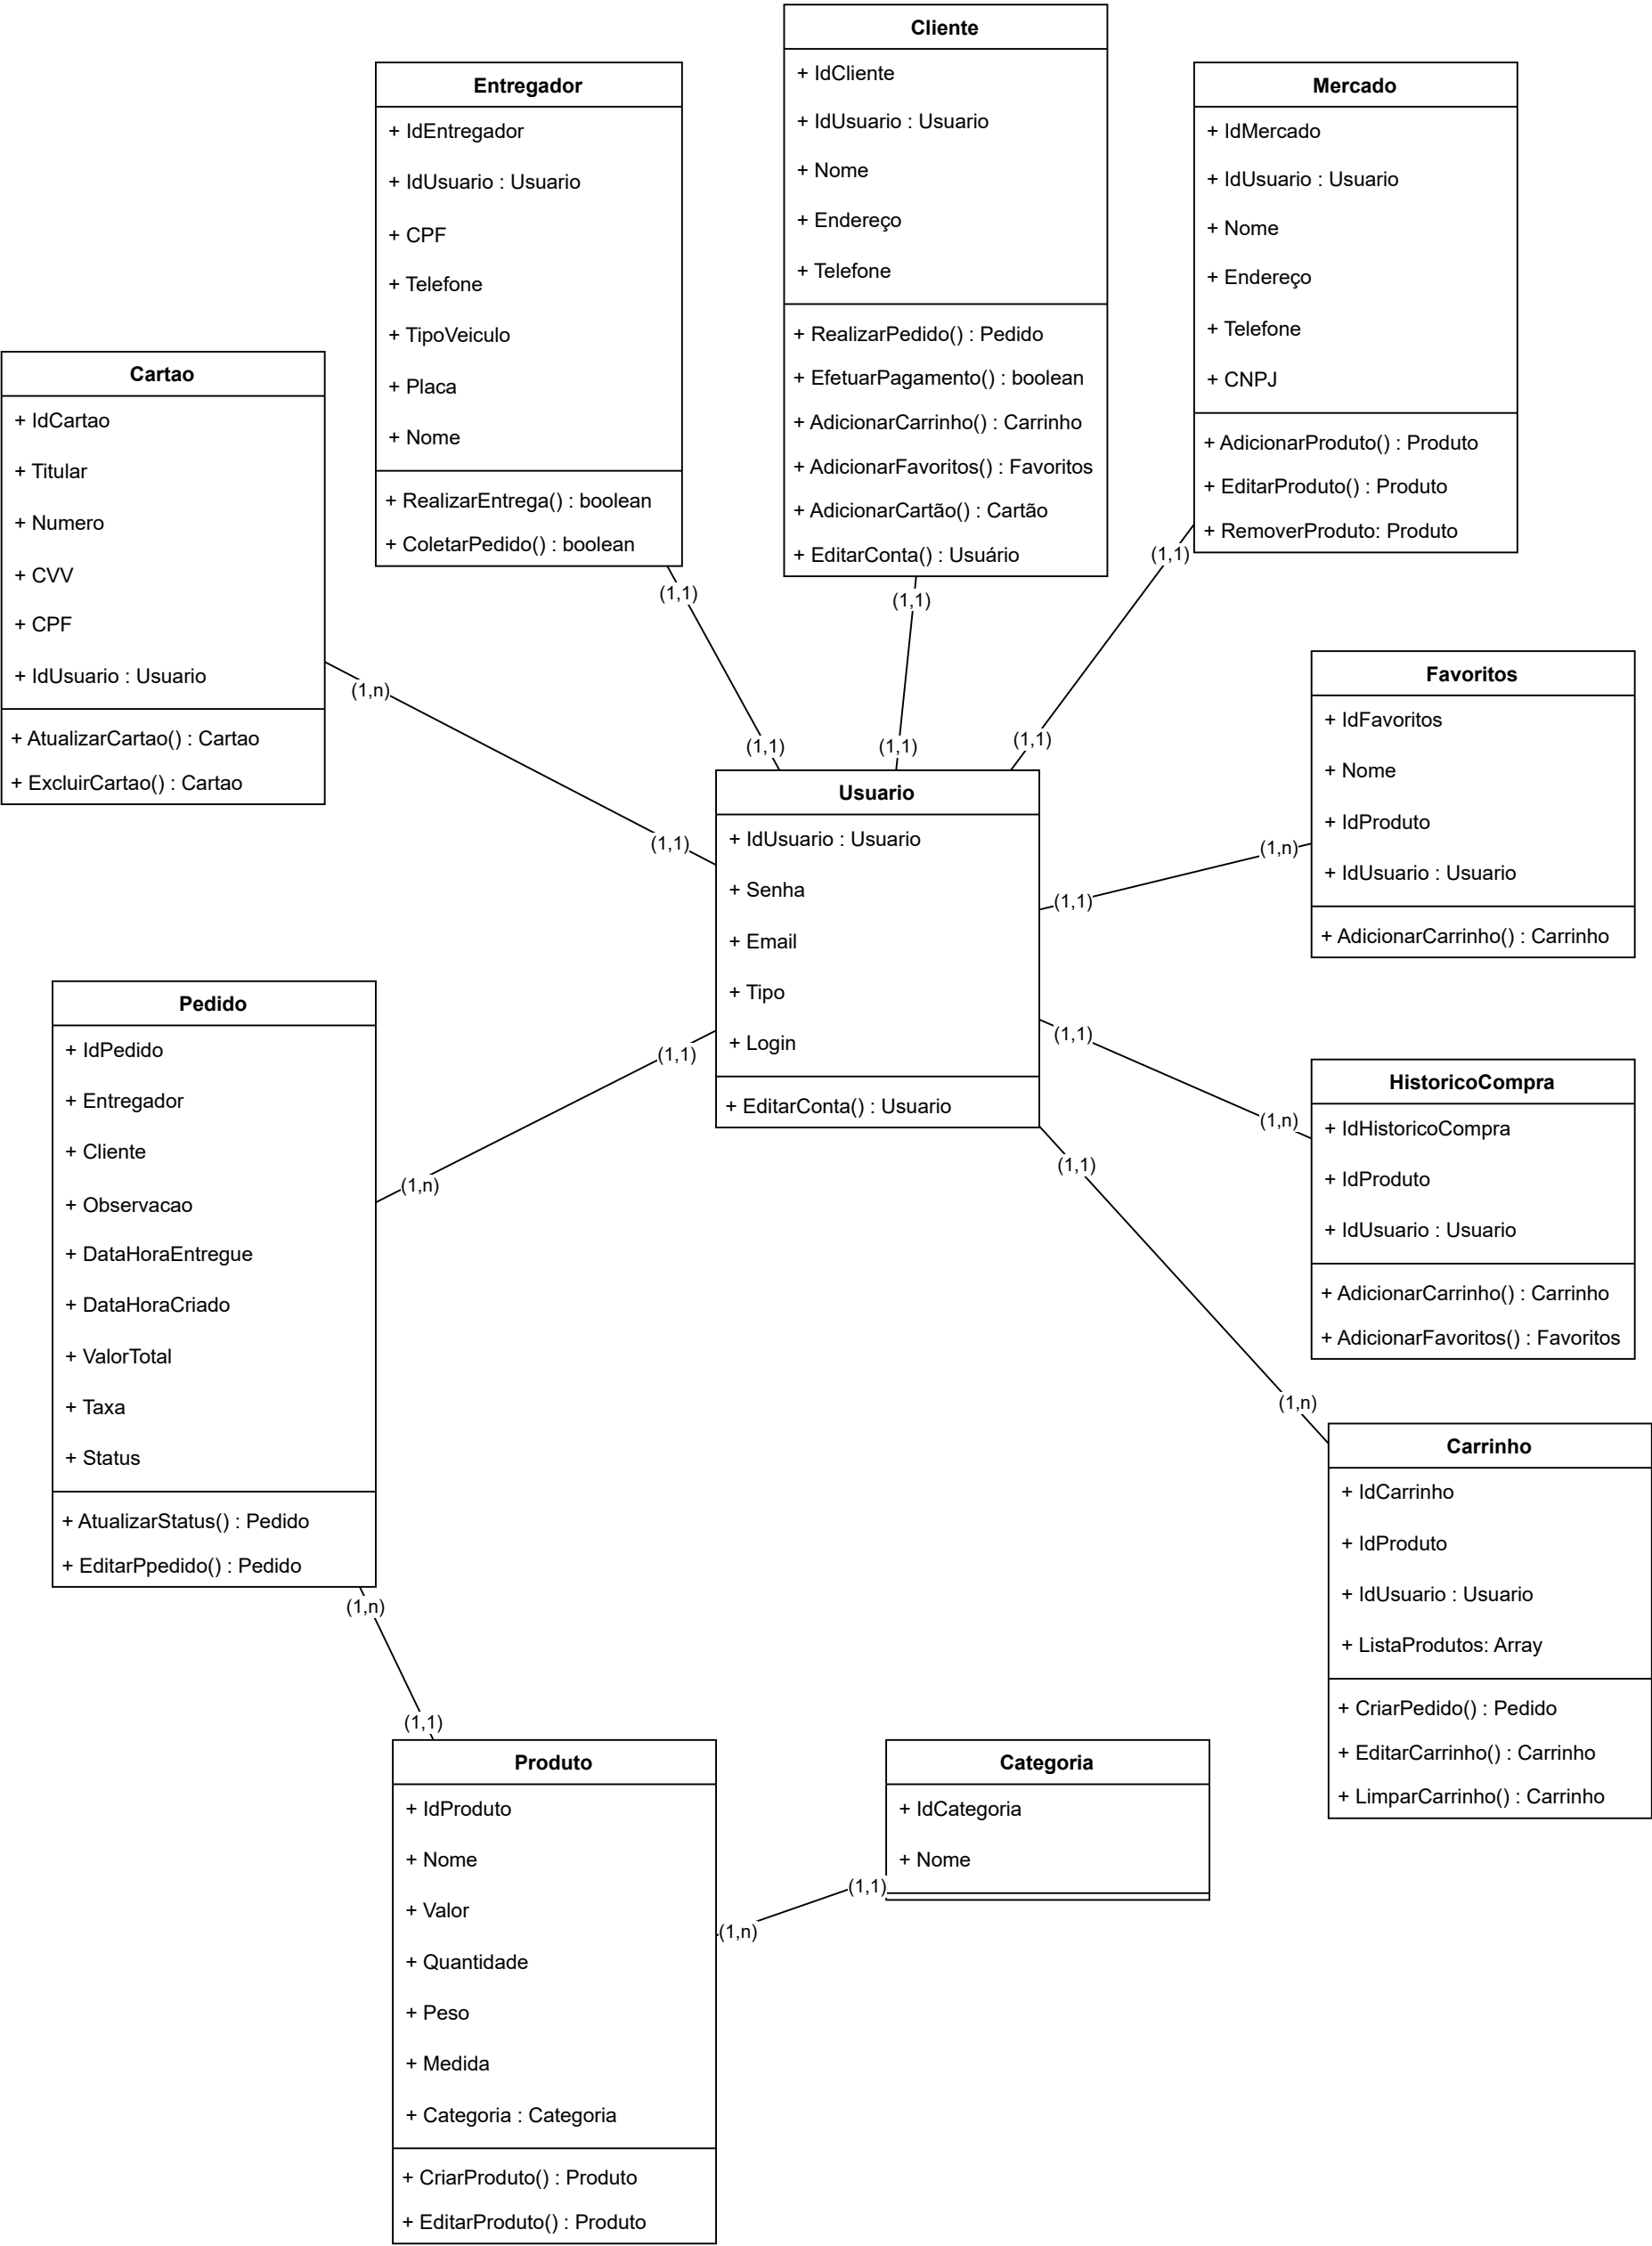 Cliente
+ IdCliente
+ IdUsuario : Usuario
+ Nome
+ Endereço
+ Telefone
+ RealizarPedido() : Pedido
+ EfetuarPagamento() : boolean
+ AdicionarCarrinho() : Carrinho
+ AdicionarFavoritos() : Favoritos
+ AdicionarCartão() : Cartão
+ EditarConta() : Usuário
(1,1)
(1,1)
Entregador
+ IdEntregador
+ IdUsuario : Usuario
+ CPF
+ Telefone
+ TipoVeiculo
+ Placa
+ Nome
+ RealizarEntrega() : boolean
+ ColetarPedido() : boolean
(1,1)
(1,1)
Mercado
+ IdMercado
+ IdUsuario : Usuario
+ Nome
+ Endereço
+ Telefone
+ CNPJ
+ AdicionarProduto() : Produto
+ EditarProduto() : Produto
+ RemoverProduto: Produto
(1,1)
(1,1)
Cartao
+ IdCartao
+ Titular
+ Numero
+ CVV
+ CPF
+ IdUsuario : Usuario
+ AtualizarCartao() : Cartao
+ ExcluirCartao() : Cartao
(1,n)
(1,1)
Favoritos
+ IdFavoritos
+ Nome
+ IdProduto
+ IdUsuario : Usuario
+ AdicionarCarrinho() : Carrinho
(1,n)
(1,1)
Usuario
+ IdUsuario : Usuario
+ Senha
+ Email
+ Tipo
+ Login
+ EditarConta() : Usuario
(1,1)
(1,n)
(1,1)
(1,n)
(1,1)
(1,n)
Pedido
+ IdPedido
+ Entregador
+ Cliente
+ Observacao
+ DataHoraEntregue
+ DataHoraCriado
+ ValorTotal
+ Taxa
+ Status
+ AtualizarStatus() : Pedido
+ EditarPpedido() : Pedido
(1,n)
(1,1)
HistoricoCompra
+ IdHistoricoCompra
+ IdProduto
+ IdUsuario : Usuario
+ AdicionarCarrinho() : Carrinho
+ AdicionarFavoritos() : Favoritos
Carrinho
+ IdCarrinho
+ IdProduto
+ IdUsuario : Usuario
+ ListaProdutos: Array
+ CriarPedido() : Pedido
+ EditarCarrinho() : Carrinho
+ LimparCarrinho() : Carrinho
Produto
+ IdProduto
+ Nome
+ Valor
+ Quantidade
+ Peso
+ Medida
+ Categoria : Categoria
+ CriarProduto() : Produto
+ EditarProduto() : Produto
(1,n)
(1,1)
Categoria
+ IdCategoria
+ Nome